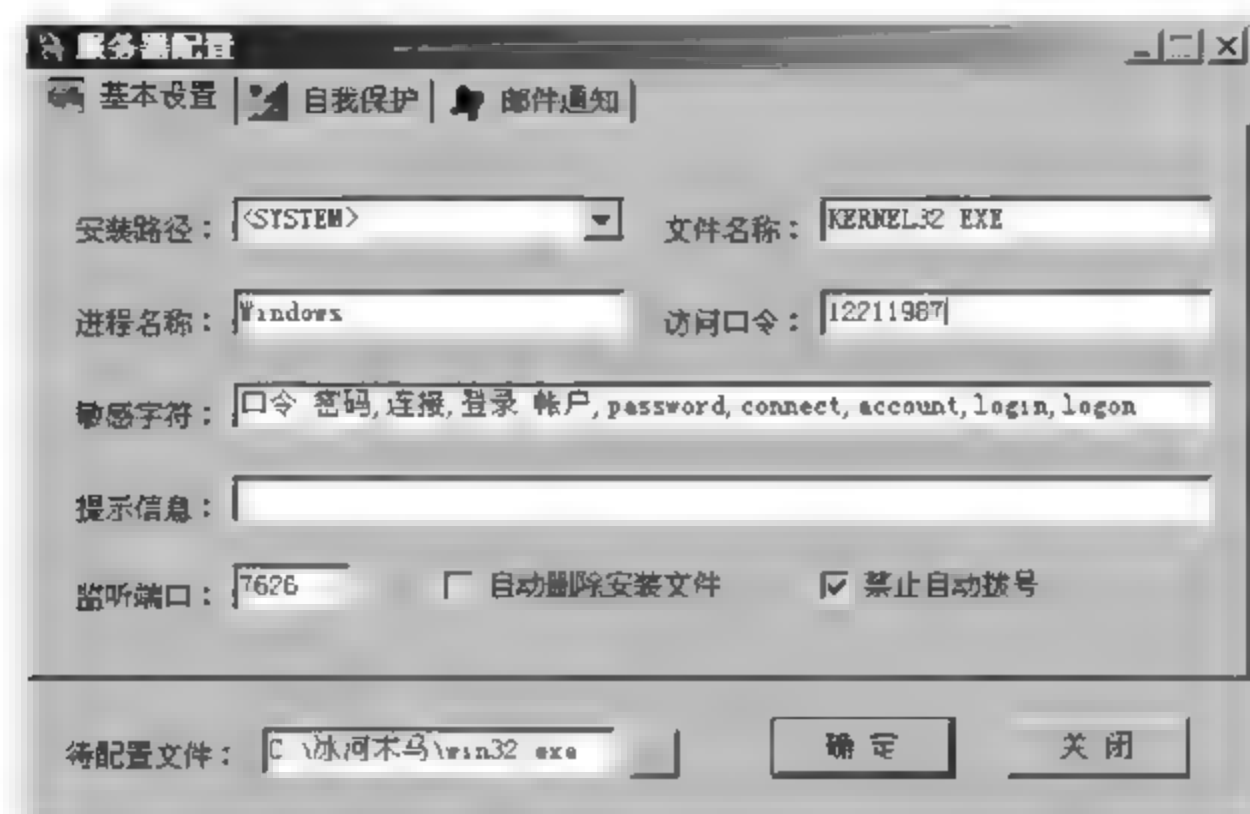 服务器配置
基本设置 自我保护 邮件通知
安装路径: <SYSTEM> 文件名称: KERNEL32 EXE
进程名称: Windows 访问口令: 12211987
敏感字符: 口令 密码,连接,登录 帐户,password,connect,account,login,logon
提示信息:
监听端口: 7626 自动删除安装文件 禁止自动拨号
待配置文件: C \冰河木马\win32 exe 确定 关闭